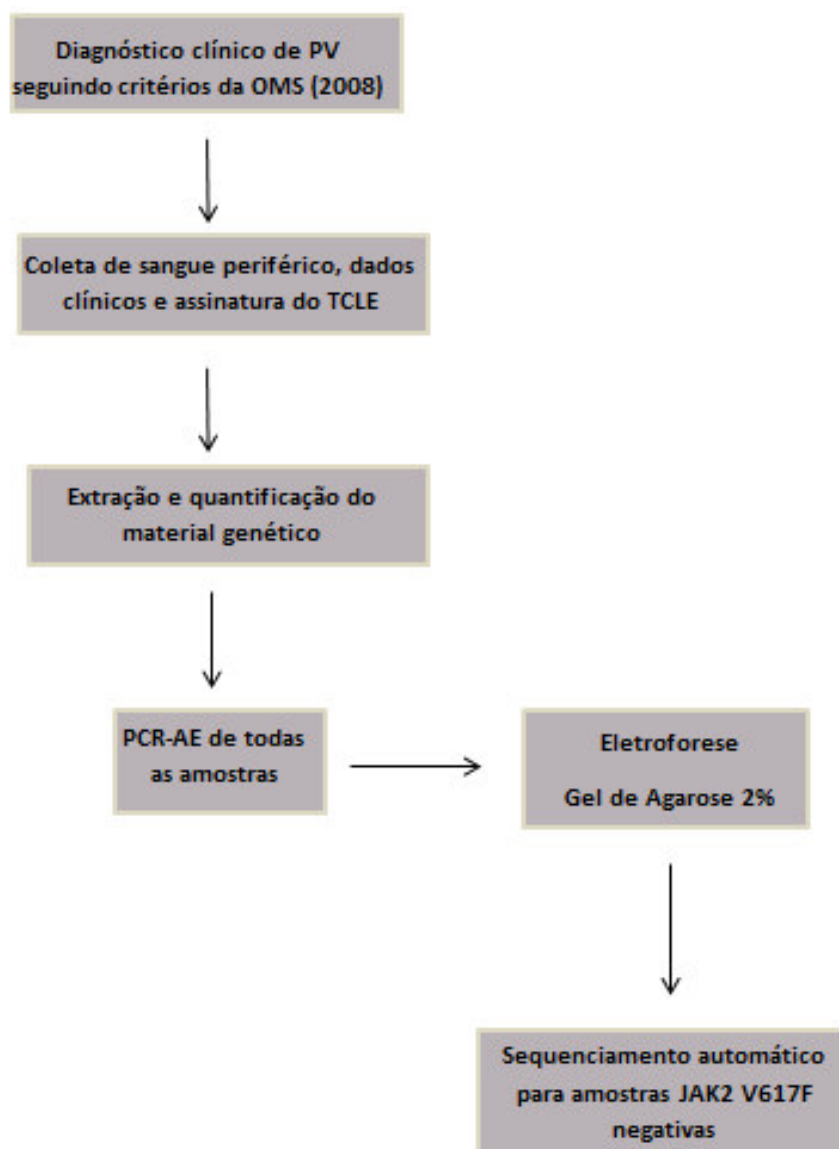 Diagnóstico clínico de PV
seguindo critérios da OMS (2008)
Coleta de sangue periférico, dados
clínicos e assinatura do TCLE
Extração e quantificação do
material genético
PCR-AE de todas
as amostras
Eletroforese
Gel de Agarose 2%
Sequenciamento automático
para amostras JAK2 V617F
negativas